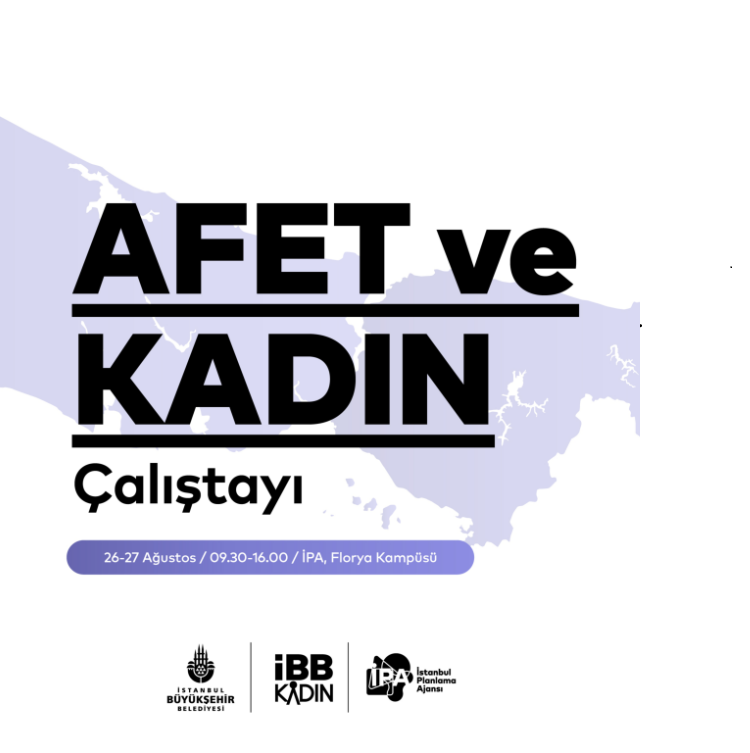 AFET ve
KADIN
Çalıştayı
26-27 Ağustos / 09.30-16.00 / İPA, Florya Kampüsü
İSTANBUL
BÜYÜKŞEHİR
BELEDİYESİ
iBB
KADIN
İPA
İstanbul
Planlama
Ajansı